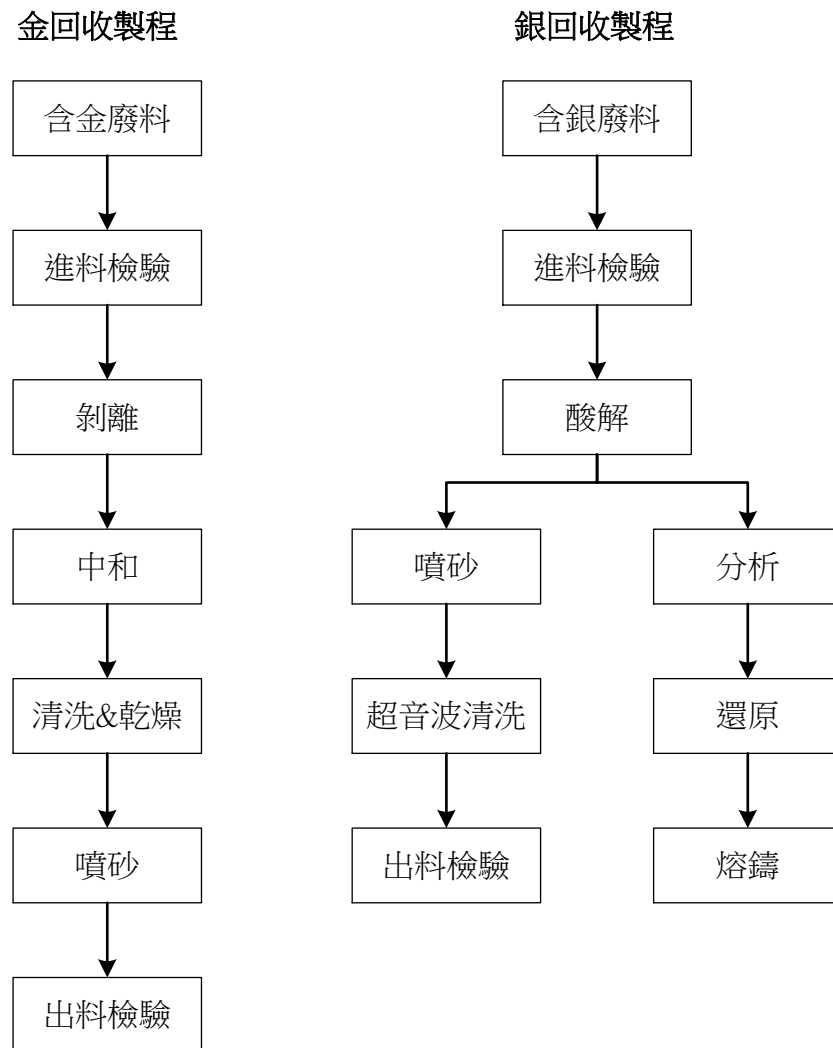 金回收製程
含金廢料
進料檢驗
剝離
中和
清洗&乾燥
噴砂
出料檢驗
銀回收製程
含銀廢料
進料檢驗
酸解
噴砂
超音波清洗
出料檢驗
分析
還原
熔鑄